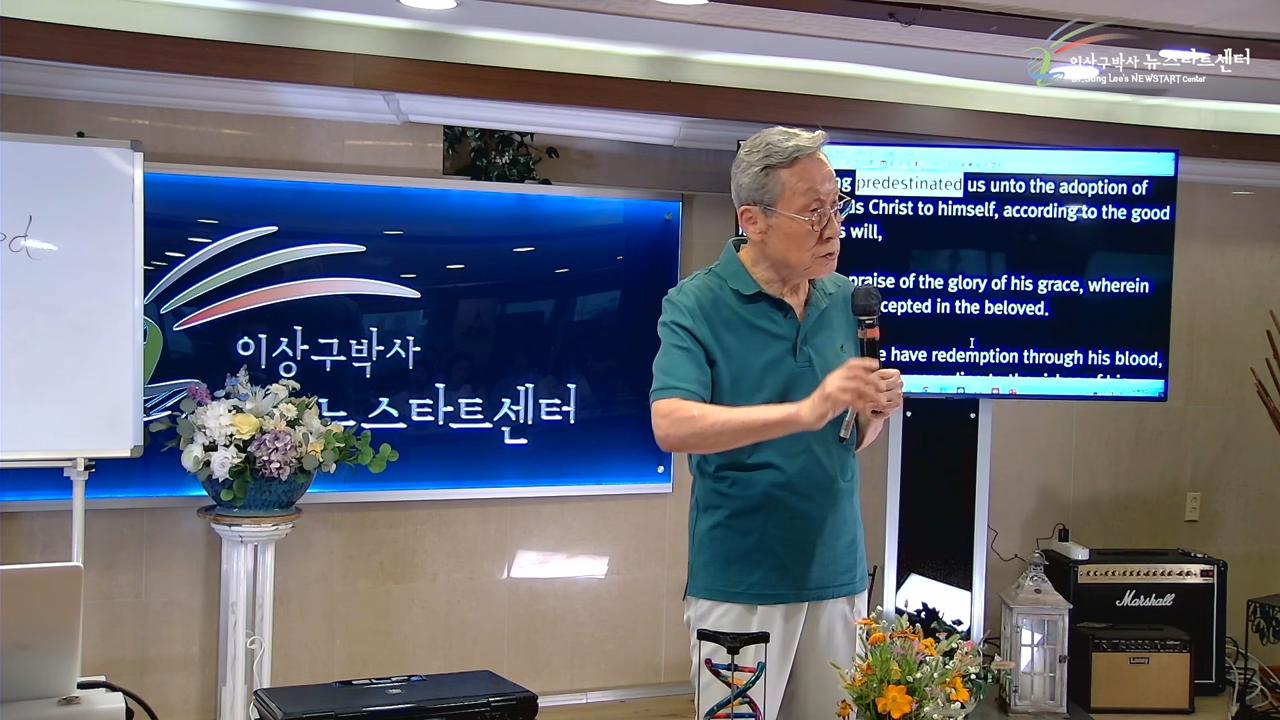 이상구박사 뉴스타트센터
Dr.Sang Lee's NEWSTART Center
predestinated us unto the adoption of
Christ to himself, according to the good
will,
praise of the glory of his grace, wherein
in the beloved.
have redemption through his blood,
이상구박사
뉴스타트센터
Marshall
Laney